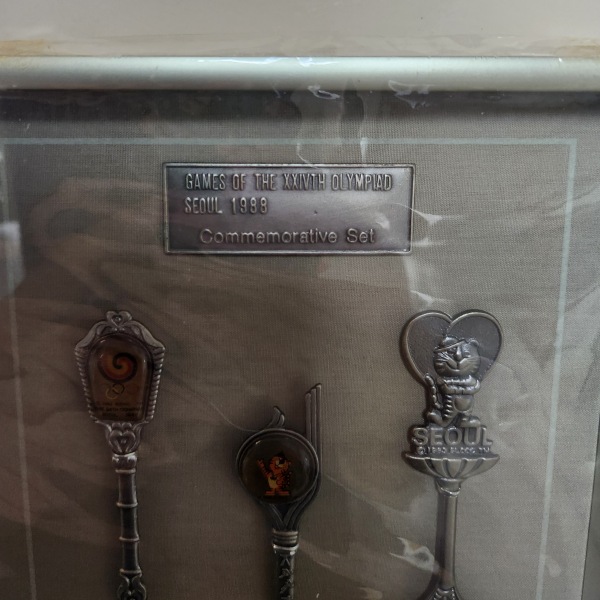 GAMES OF THE XXIVTH OLYMPIAD
SEOUL 1988
Commemorative Set
SEOUL